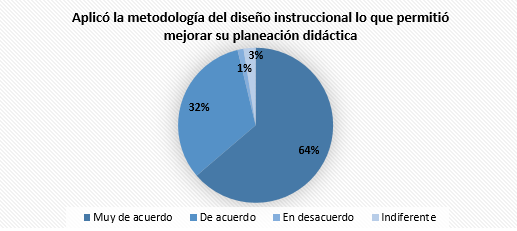 Aplicó la metodología del diseño instruccional lo que permitió
mejorar su planeación didáctica
3%
1%
32%
64%
Muy de acuerdo De acuerdo En desacuerdo Indiferente